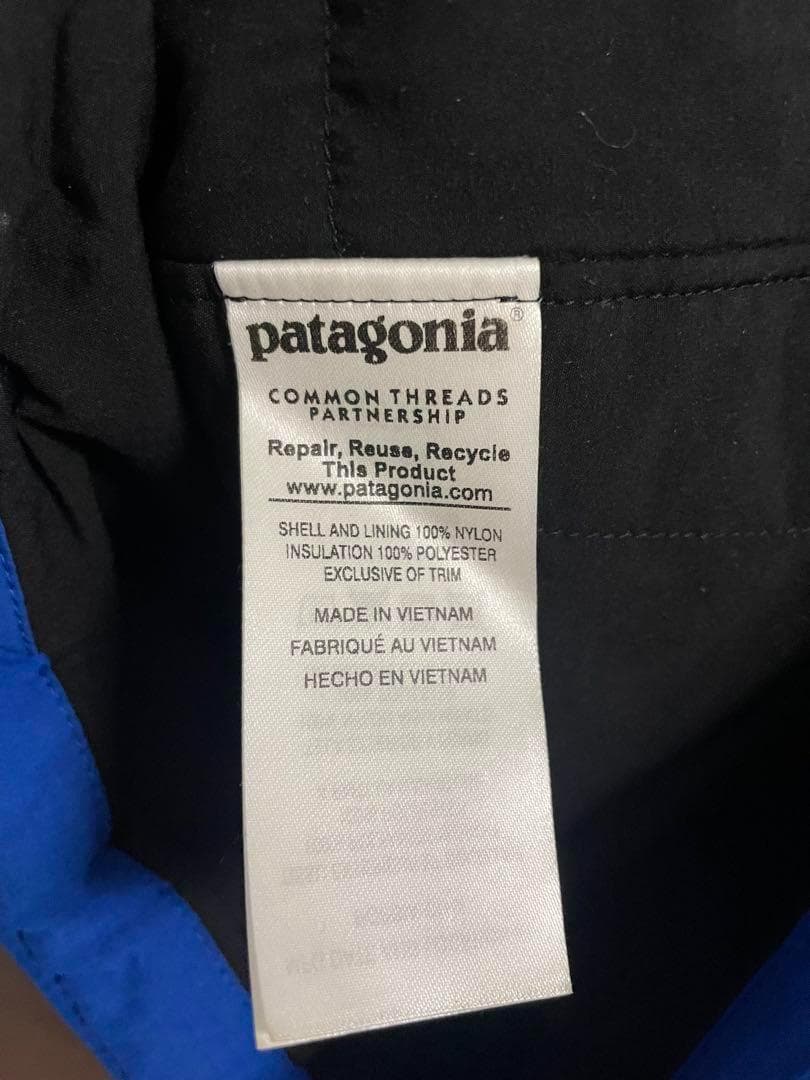 patagonia®
COMMON THREADS
PARTNERSHIP
Repair, Reuse, Recycle
This Product
www.patagonia.com
SHELL AND LINING 100% NYLON
INSULATION 100% POLYESTER
EXCLUSIVE OF TRIM
MADE IN VIETNAM
FABRIQUÉ AU VIETNAM
HECHO EN VIETNAM